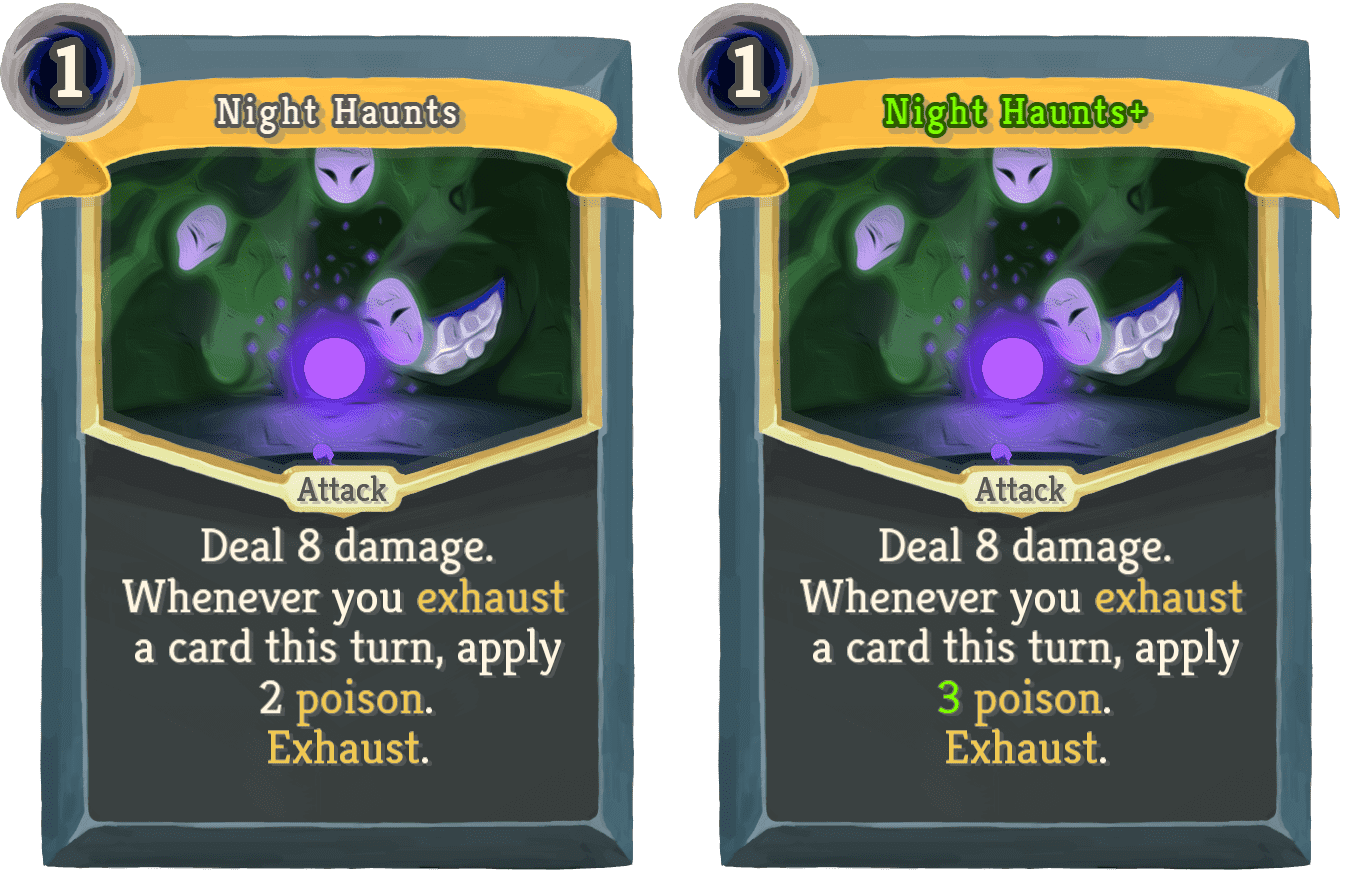 1
Night Haunts
Attack
Deal 8 damage.
Whenever you exhaust
a card this turn, apply
2 poison.
Exhaust.
1
Night Haunts+
Attack
Deal 8 damage.
Whenever you exhaust
a card this turn, apply
3 poison.
Exhaust.